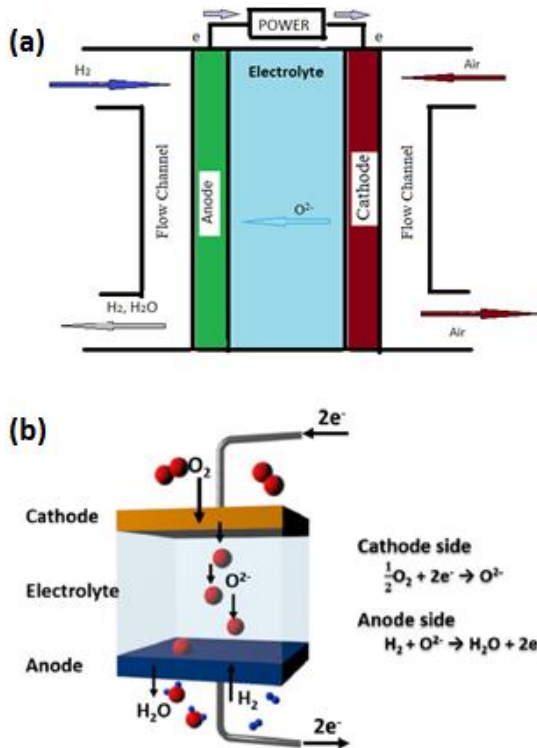 (a)
POWER
e
e
H₂
Electrolyte
Air
Flow Channel
Anode
O²⁻
Cathode
Flow Channel
H₂, H₂O
Air
(b)
2e⁻
O₂
Cathode
Electrolyte
O²⁻
Anode
H₂O
H₂
2e⁻
Cathode side
½O₂ + 2e⁻ → O²⁻
Anode side
H₂ + O²⁻ → H₂O + 2e